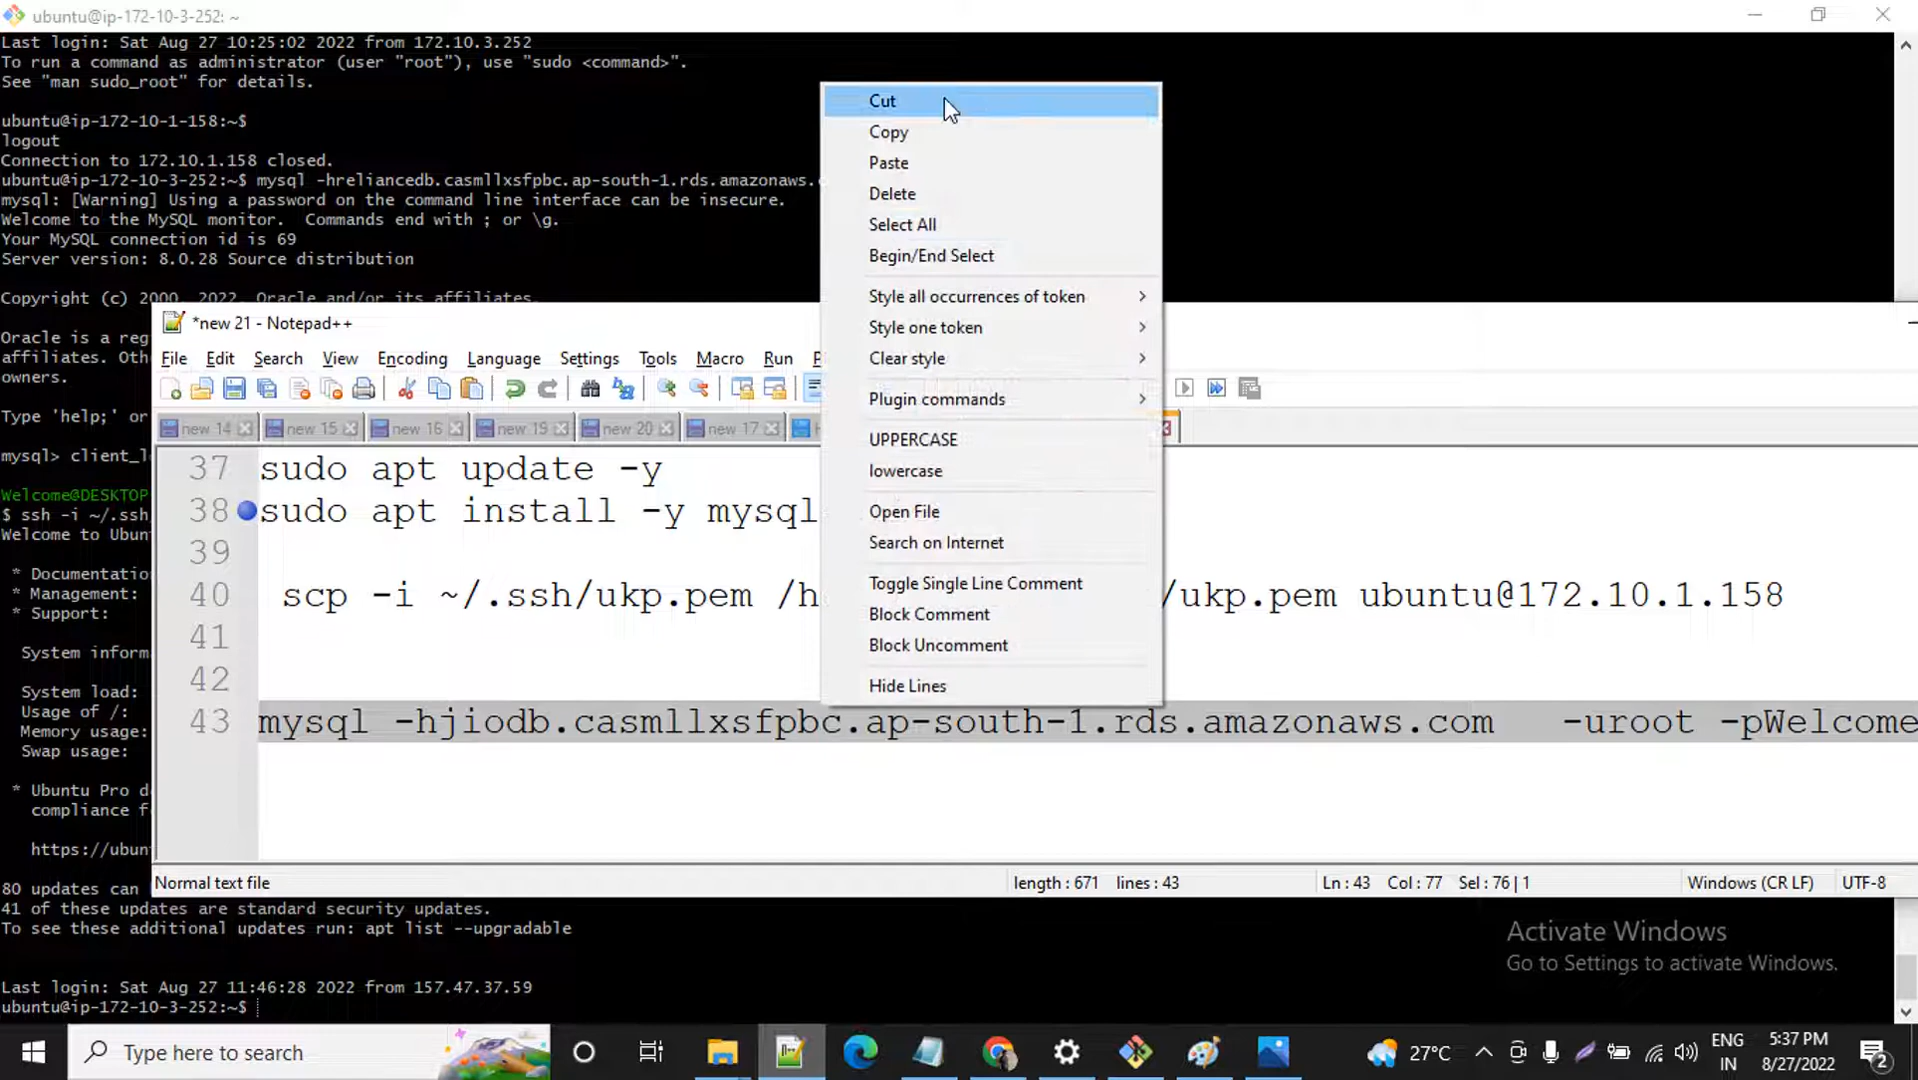 ubuntu@ip-172-10-3-252: ~
Last login: Sat Aug 27 10:25:02 2022 from 172.10.3.252
To run a command as administrator (user "root"), use "sudo <command>".
See "man sudo_root" for details.
ubuntu@ip-172-10-1-158:~$
logout
Connection to 172.10.1.158 closed.
ubuntu@ip-172-10-3-252:~$ mysql -hreliancedb.casmllxsfpbc.ap-south-1.rds.amazonaws.
mysql: [Warning] Using a password on the command line interface can be insecure.
Welcome to the MySQL monitor.  Commands end with ; or \g.
Your MySQL connection id is 69
Server version: 8.0.28 Source distribution
Copyright (c) 2000, 2022, Oracle and/or its affiliates.
Oracle is a reg
affiliates. Oth
owners.
Type 'help;' or
mysql> client_l
Welcome@DESKTOP
$ ssh -i ~/.ssh
Welcome to Ubun
* Documentatio
* Management:
* Support:
System inform
System load:
Usage of /:
Memory usage:
Swap usage:
* Ubuntu Pro d
compliance f
https://ubun
80 updates can
41 of these updates are standard security updates.
To see these additional updates run: apt list --upgradable
Last login: Sat Aug 27 11:46:28 2022 from 157.47.37.59
ubuntu@ip-172-10-3-252:~$
*new 21 - Notepad++
File Edit Search View Encoding Language Settings Tools Macro Run P
new 14 new 15 new 16 new 19 new 20 new 17 H
37 sudo apt update -y
38 sudo apt install -y mysql
39
40 scp -i ~/.ssh/ukp.pem /h /ukp.pem ubuntu@172.10.1.158
41
42
43 mysql -hjiodb.casmllxsfpbc.ap-south-1.rds.amazonaws.com   -uroot -pWelcome
Normal text file length : 671 lines : 43 Ln : 43 Col : 77 Sel : 76 | 1 Windows (CR LF) UTF-8
Cut
Copy
Paste
Delete
Select All
Begin/End Select
Style all occurrences of token
Style one token
Clear style
Plugin commands
UPPERCASE
lowercase
Open File
Search on Internet
Toggle Single Line Comment
Block Comment
Block Uncomment
Hide Lines
Activate Windows
Go to Settings to activate Windows.
Type here to search
27°C
ENG
IN
5:37 PM
8/27/2022
2